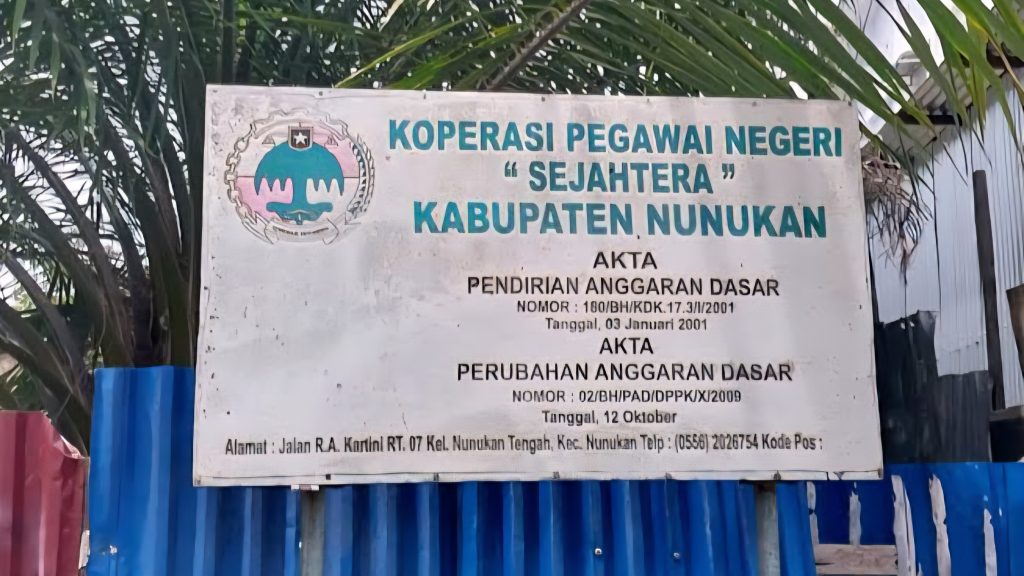 KOPERASI PEGAWAI NEGERI
“ SEJAHTERA ”
KABUPATEN NUNUKAN
AKTA
PENDIRIAN ANGGARAN DASAR
NOMOR : 180/BH/KDK.17.3/I/2001
Tanggal, 03 Januari 2001
AKTA
PERUBAHAN ANGGARAN DASAR
NOMOR : 02/BH/PAD/DPPK/X/2009
Tanggal, 12 Oktober
Alamat : Jalan R.A. Kartini RT. 07 Kel. Nunukan Tengah, Kec. Nunukan Telp : (0556) 2026754 Kode Pos :